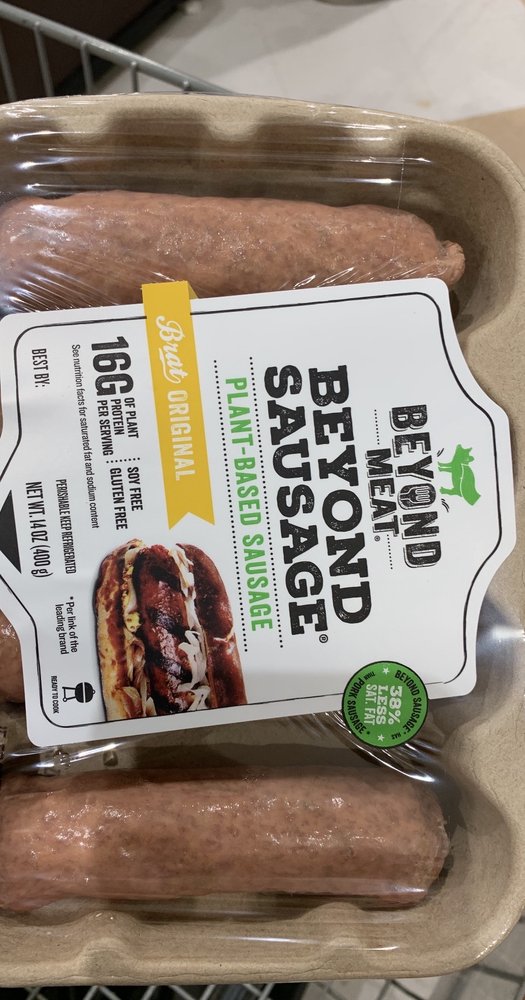 BEYOND
MEAT®
BEYOND
SAUSAGE®
PLANT-BASED SAUSAGE
Brat ORIGINAL
16G OF PLANT
PROTEIN
PER SERVING
SOY FREE
GLUTEN FREE
See nutrition facts for saturated fat and sodium content
PERISHABLE KEEP REFRIGERATED
BEST BY:
NET WT. 14 OZ (400 g)
*Per link of the
leading brand
READY TO COOK
BEYOND SAUSAGE® HAS
38%
LESS
SAT. FAT
THAN PORK SAUSAGE*